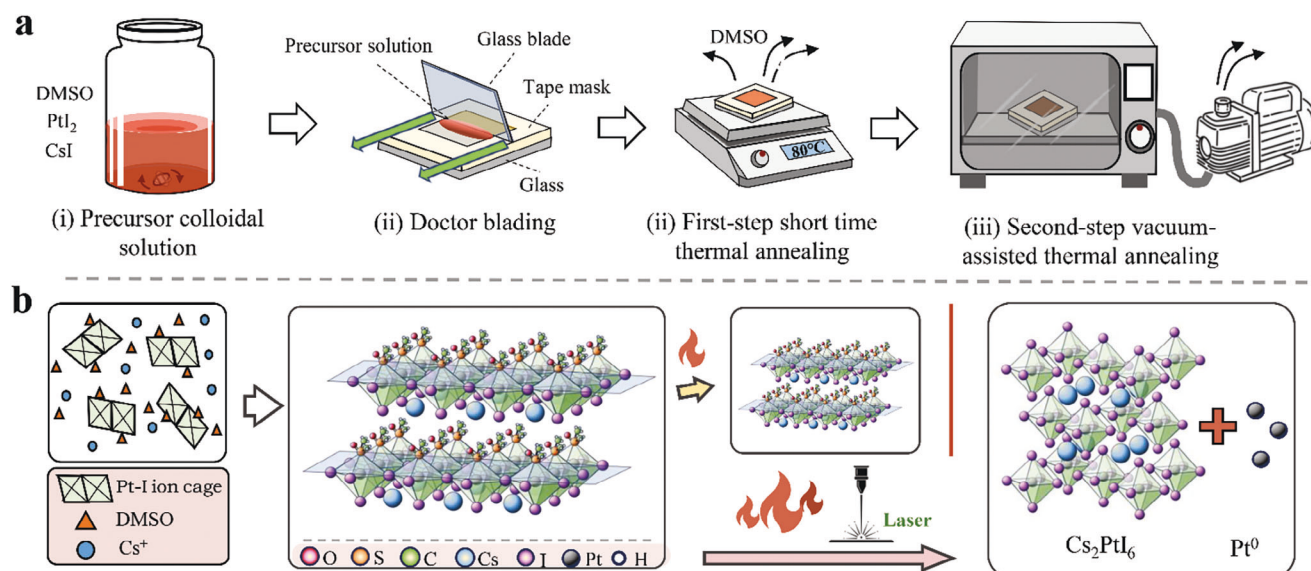 a
DMSO
PtI₂
CsI
(i) Precursor colloidal
solution
Precursor solution
Glass blade
Tape mask
Glass
(ii) Doctor blading
DMSO
80°C
(ii) First-step short time
thermal annealing
(iii) Second-step vacuum-
assisted thermal annealing
b
Pt-I ion cage
DMSO
Cs⁺
O S C Cs I Pt H
Laser
Cs₂PtI₆
Pt⁰